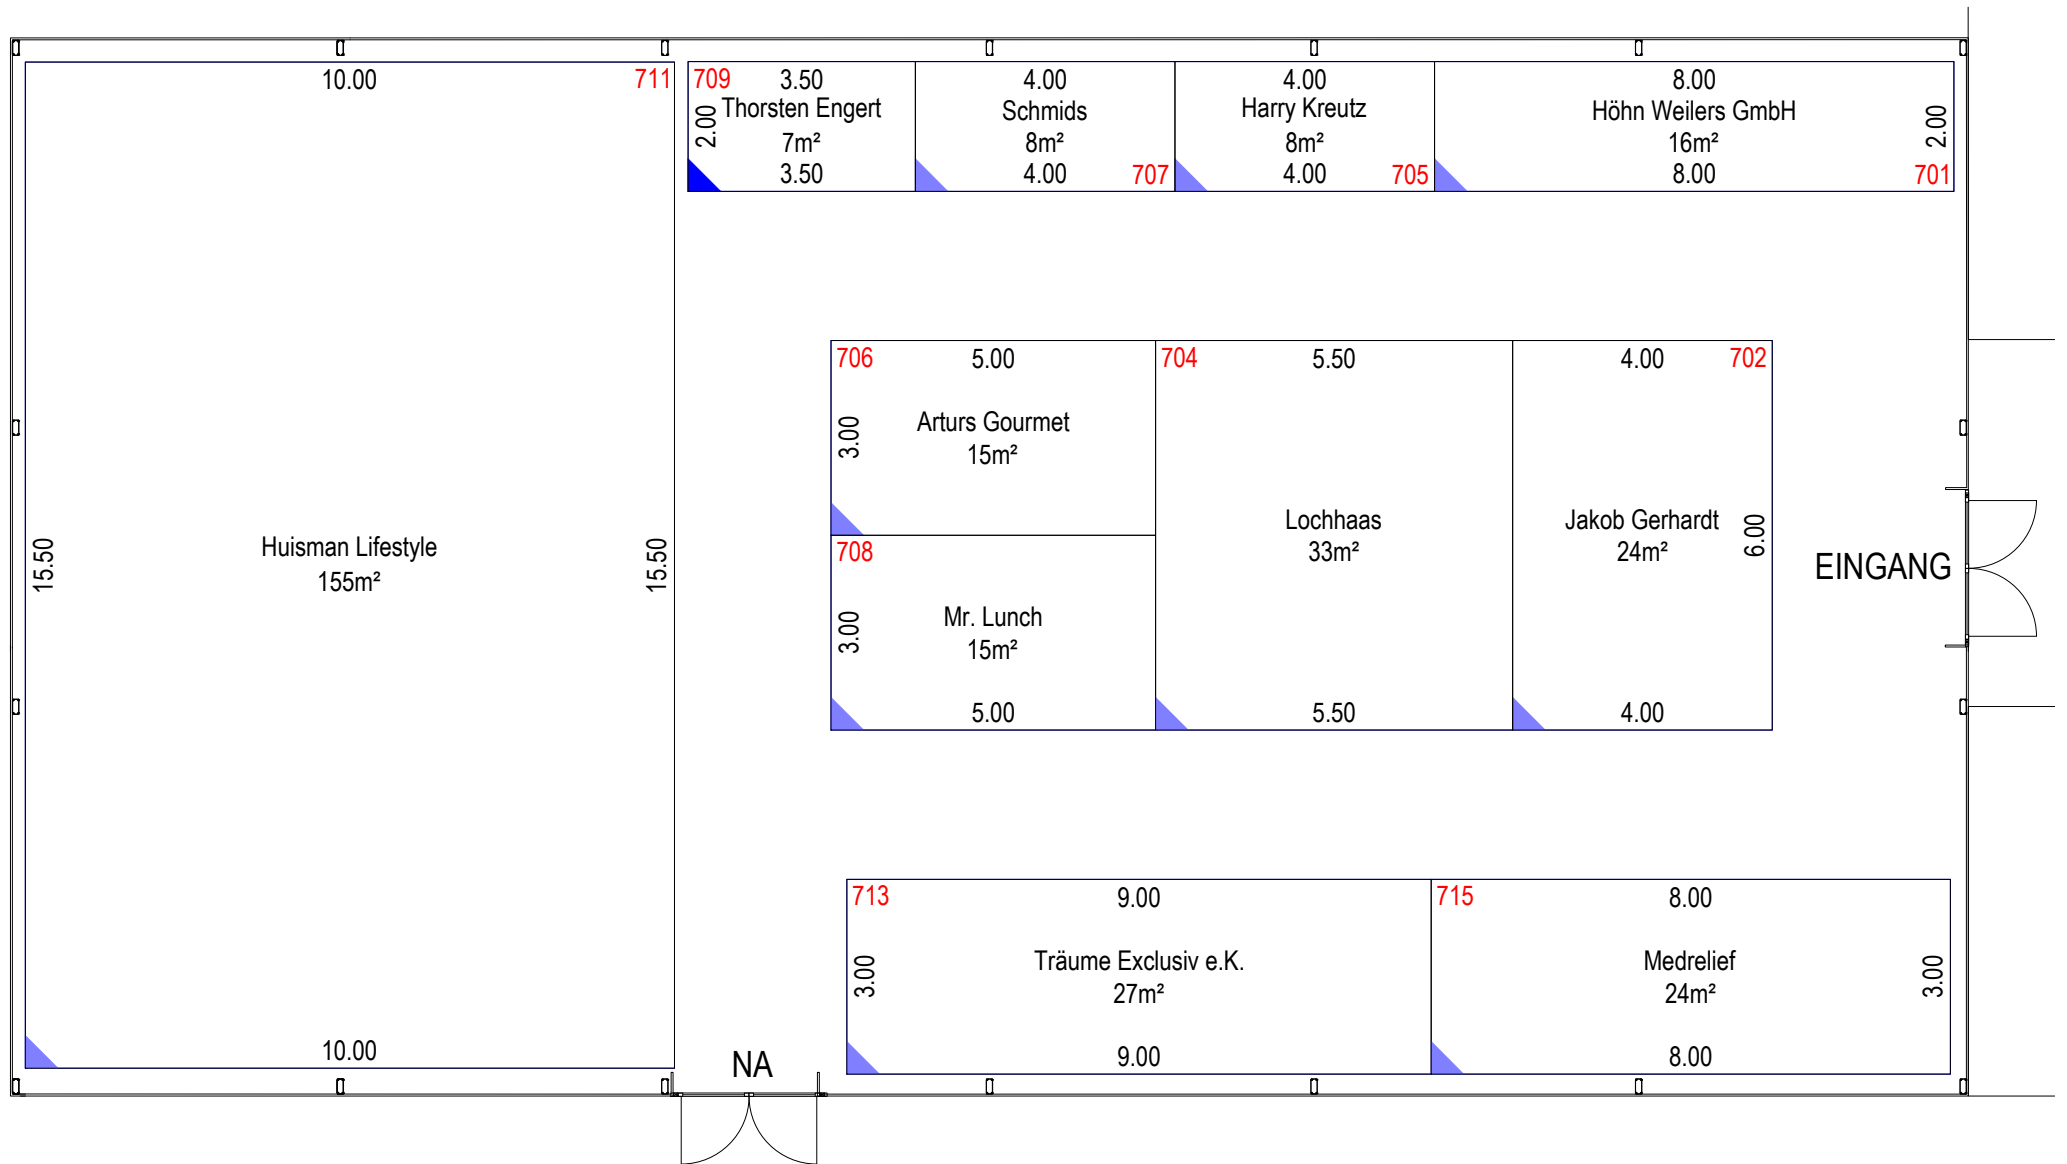 10.00
711
15.50
Huisman Lifestyle
155m²
15.50
10.00
709
3.50
2.00
Thorsten Engert
7m²
3.50
4.00
Schmids
8m²
4.00
707
4.00
Harry Kreutz
8m²
4.00
705
8.00
Höhn Weilers GmbH
16m²
2.00
8.00
701
706
5.00
3.00
Arturs Gourmet
15m²
708
3.00
Mr. Lunch
15m²
5.00
704
5.50
Lochhaas
33m²
5.50
4.00
702
Jakob Gerhardt
24m²
6.00
4.00
EINGANG
713
9.00
3.00
Träume Exclusiv e.K.
27m²
9.00
715
8.00
Medrelief
24m²
3.00
8.00
NA